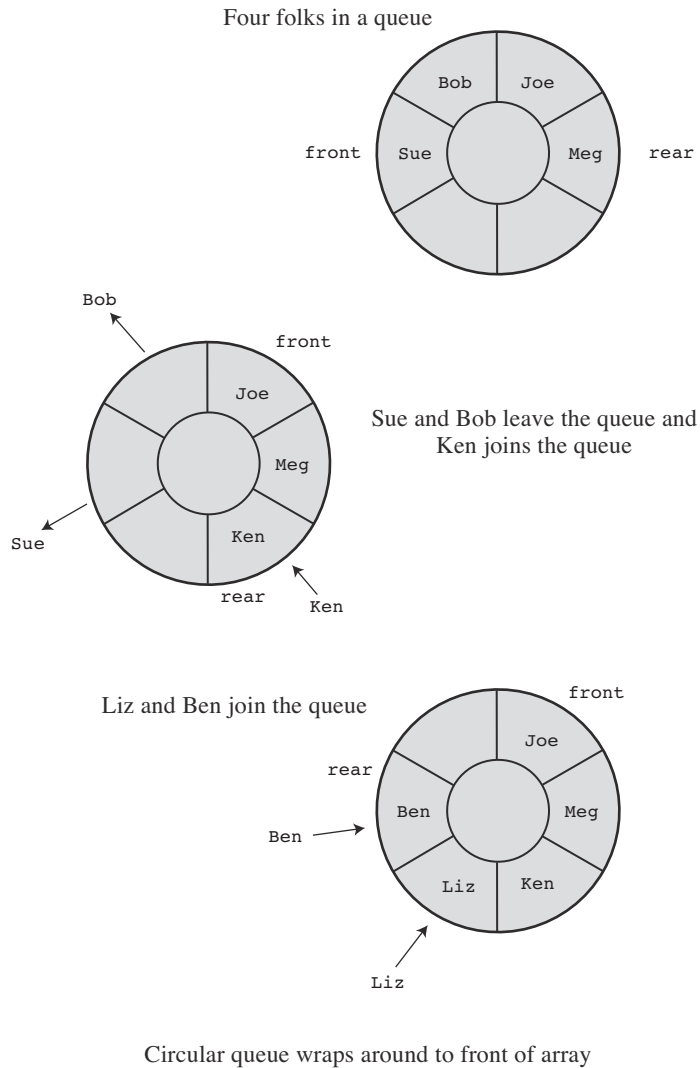 Four folks in a queue
Bob
Joe
front
Sue
Meg
rear
Bob
front
Joe
Sue and Bob leave the queue and
Ken joins the queue
Meg
Sue
Ken
rear
Ken
Liz and Ben join the queue
front
Joe
rear
Ben
Meg
Ben
Liz
Ken
Liz
Circular queue wraps around to front of array